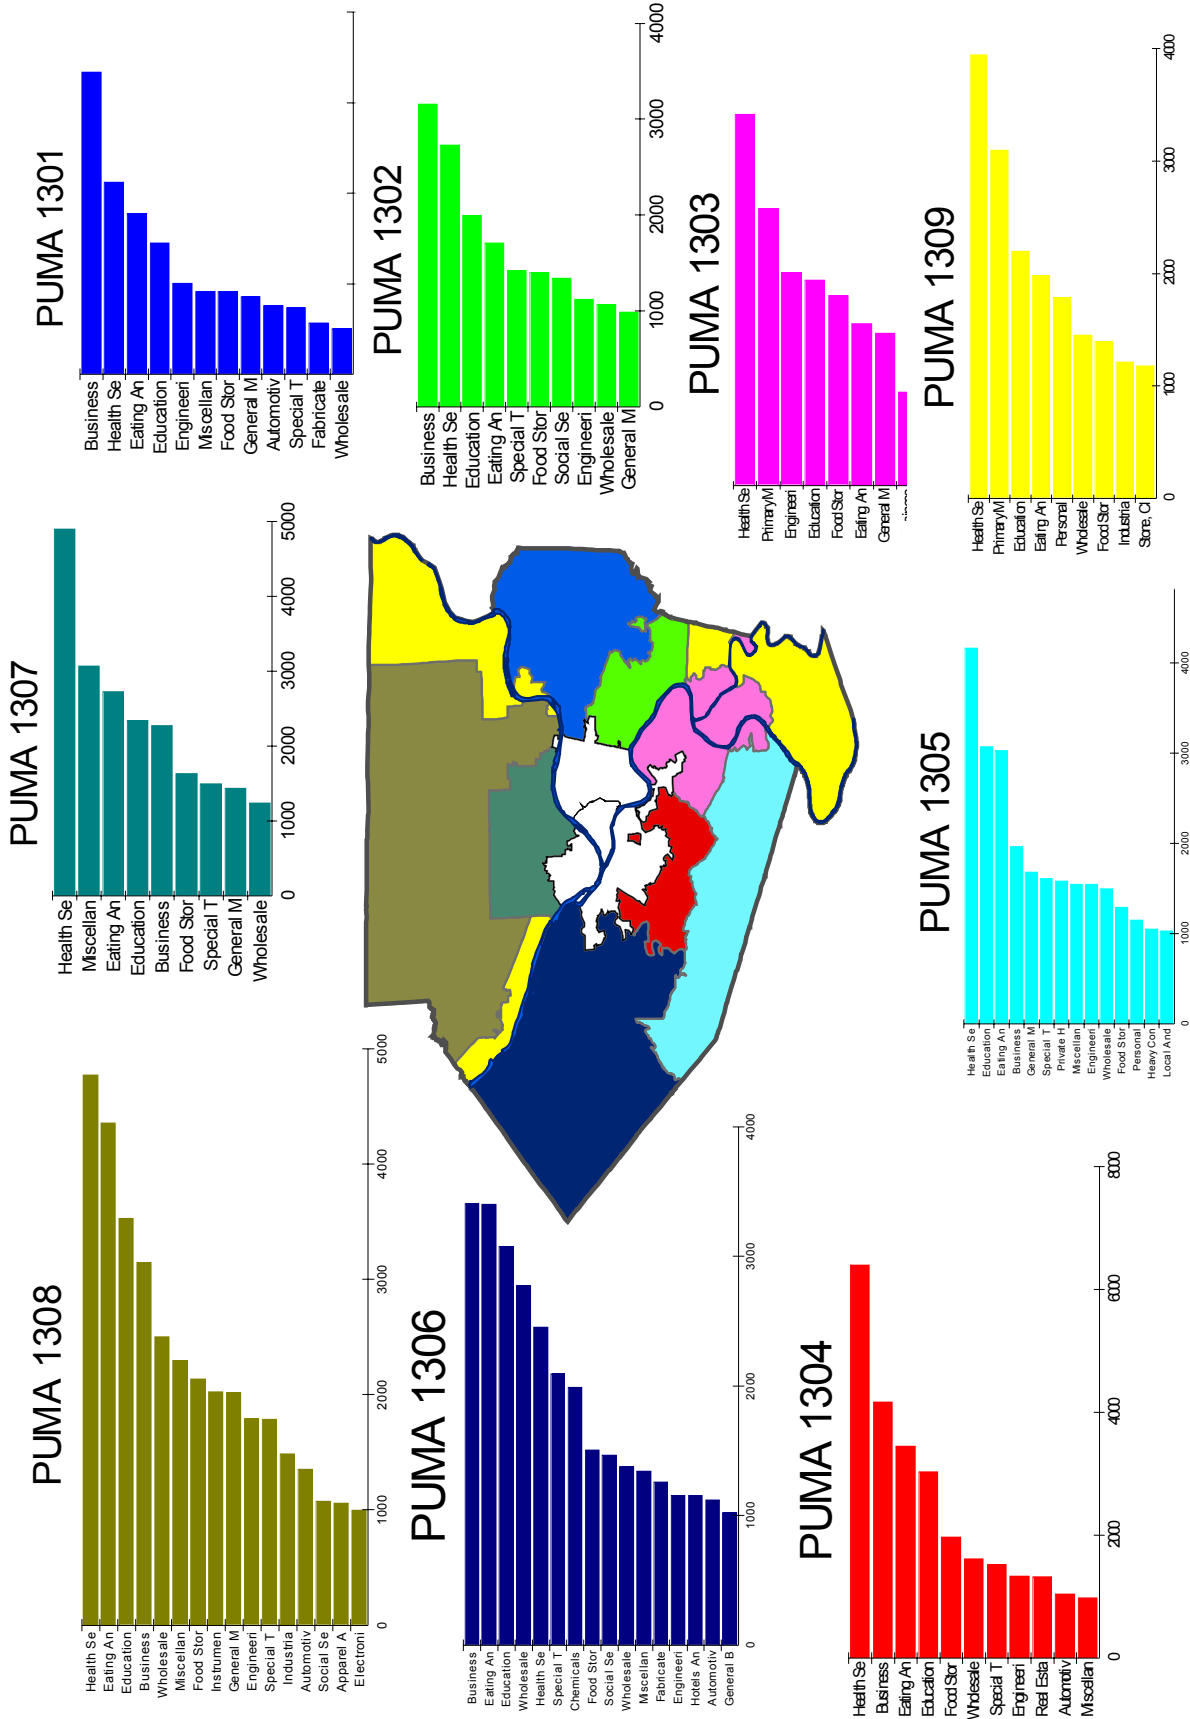 PUMA 1301
Business
Health Se
Eating An
Education
Engineeri
Miscellan
Food Stor
General M
Automotiv
Special T
Fabricate
Wholesale
PUMA 1302
Business
Health Se
Education
Eating An
Special T
Food Stor
Social Se
Engineeri
Wholesale
General M
0 1000 2000 3000 4000
PUMA 1303
Health Se
Primary M
Engineeri
Education
Food Stor
Eating An
General M
PUMA 1309
Health Se
Primary M
Education
Eating An
Personal
Wholesale
Food Stor
Industria
Store, Cl
0 1000 2000 3000 4000
PUMA 1307
Health Se
Miscellan
Eating An
Education
Business
Food Stor
Special T
General M
Wholesale
0 1000 2000 3000 4000 5000
PUMA 1305
Health Se
Education
Eating An
Business
General M
Special T
Private H
Miscellan
Engineeri
Wholesale
Food Stor
Personal
Heavy Con
Local And
0 1000 2000 3000 4000
PUMA 1308
Health Se
Eating An
Education
Business
Wholesale
Miscellan
Food Stor
Instrumen
General M
Engineeri
Special T
Industria
Automotiv
Social Se
Apparel A
Electroni
0 1000 2000 3000 4000 5000
PUMA 1306
Business
Eating An
Education
Wholesale
Health Se
Special T
Chemicals
Food Stor
Social Se
Wholesale
Miscellan
Fabricate
Engineeri
Hotels An
Automotiv
General B
0 1000 2000 3000 4000
PUMA 1304
Health Se
Business
Eating An
Education
Food Stor
Wholesale
Special T
Engineeri
Real Esta
Automotiv
Miscellan
0 2000 4000 6000 8000